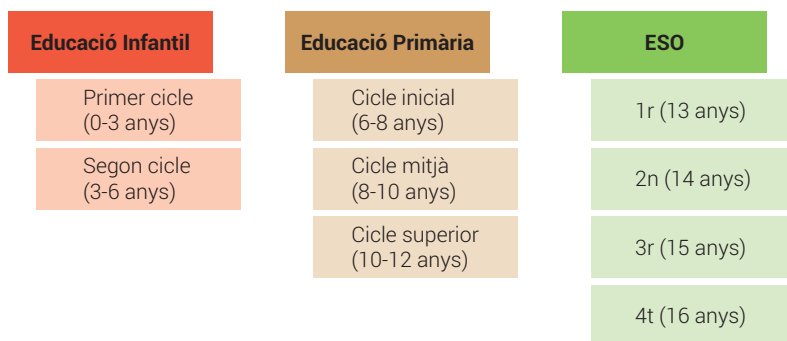 Educació Infantil
Primer cicle
(0-3 anys)
Segon cicle
(3-6 anys)
Educació Primària
Cicle inicial
(6-8 anys)
Cicle mitjà
(8-10 anys)
Cicle superior
(10-12 anys)
ESO
1r (13 anys)
2n (14 anys)
3r (15 anys)
4t (16 anys)